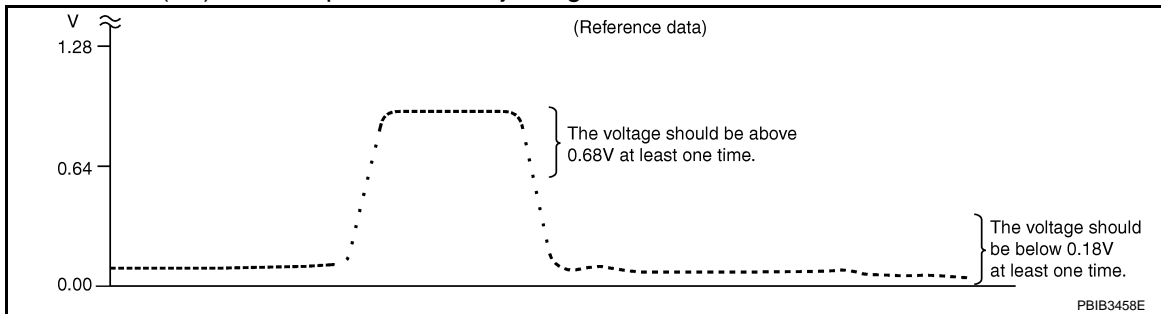 V
(Reference data)
1.28
The voltage should be above
0.68V at least one time.
0.64
The voltage should
be below 0.18V
at least one time.
0.00
PBIB3458E